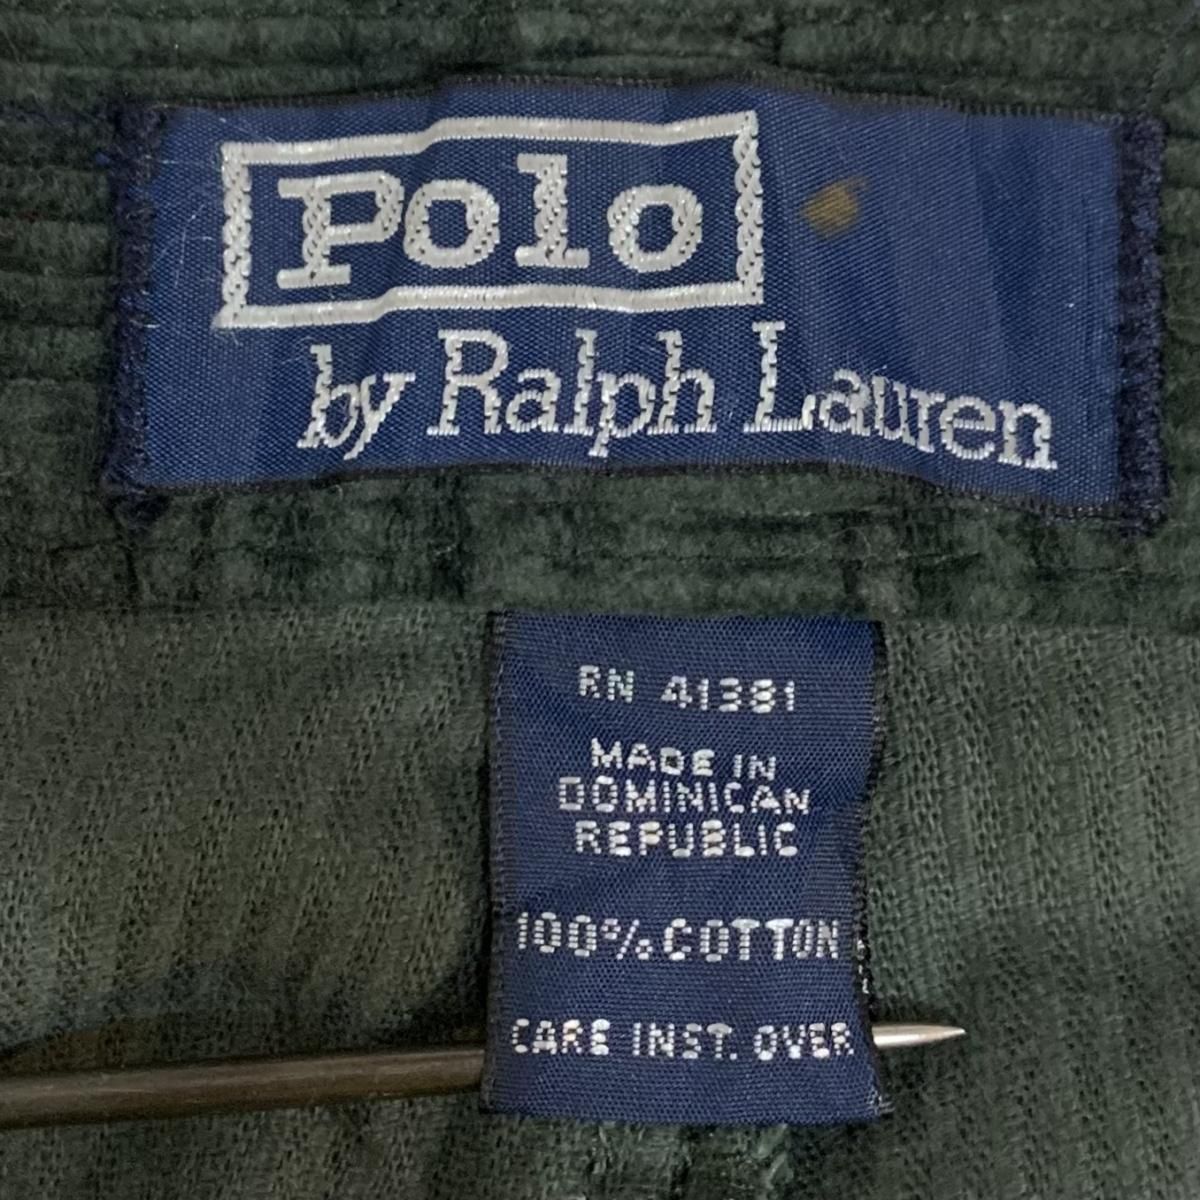 Polo
by Ralph Lauren
RN 41381
MADE IN
DOMINICAN
REPUBLIC
100% COTTON
CARE INST. OVER